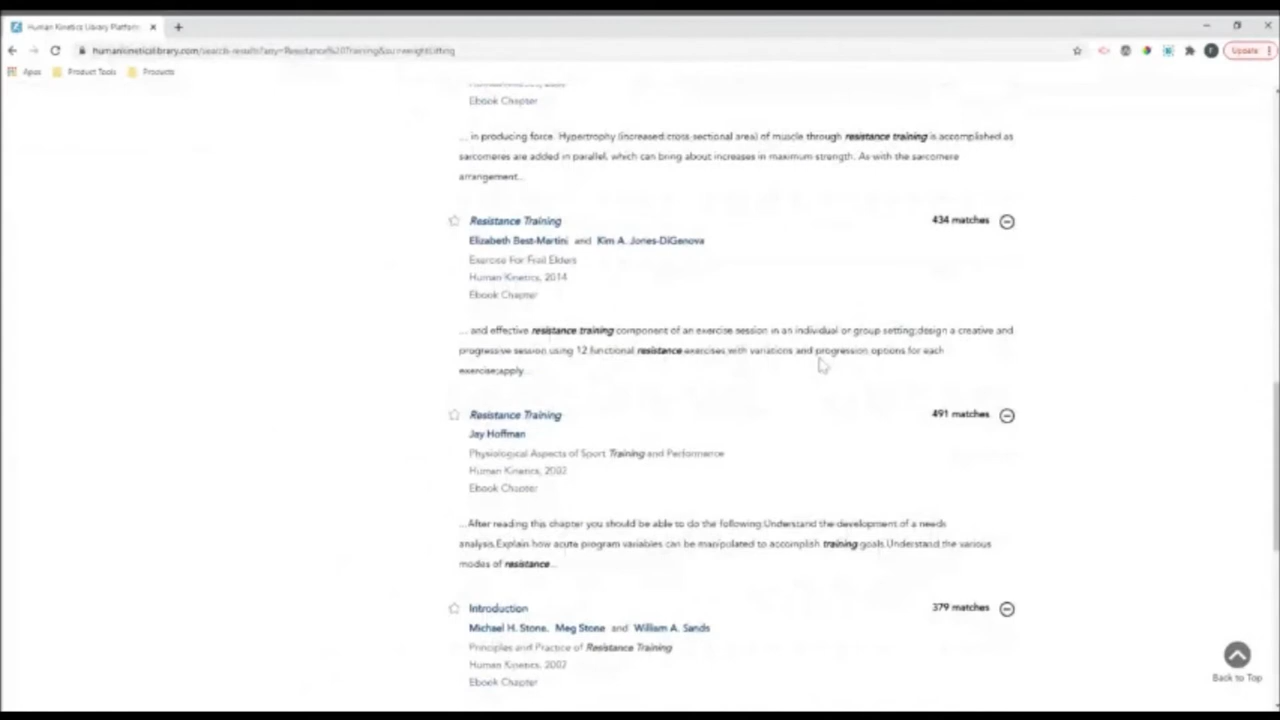 Human Kinetics Library Platform
humankineticslibrary.com/search-results?any=Resistance%20Training&
Update
Apps
Product Tools
Products
Ebook Chapter
... in producing force. Hypertrophy (increased cross-sectional area) of muscle through resistance training is accomplished as
sarcomeres are added in parallel, which can bring about increases in maximum strength. As with the sarcomere
arrangement...
Resistance Training
434 matches
Elizabeth Best-Martini and Kim A. Jones-DiGenova
Exercise For Frail Elders
Human Kinetics, 2014
Ebook Chapter
... and effective resistance training component of an exercise session in an individual or group setting;design a creative and
progressive session using 12 functional resistance exercises with variations and progression options for each
exercise;apply...
Resistance Training
491 matches
Jay Hoffman
Physiological Aspects of Sport Training and Performance
Human Kinetics, 2002
Ebook Chapter
...After reading this chapter you should be able to do the following:Understand the development of a needs
analysis.Explain how acute program variables can be manipulated to accomplish training goals.Understand the various
modes of resistance...
Introduction
379 matches
Michael H. Stone, Meg Stone and William A. Sands
Principles and Practice of Resistance Training
Human Kinetics, 2007
Ebook Chapter
Back to Top